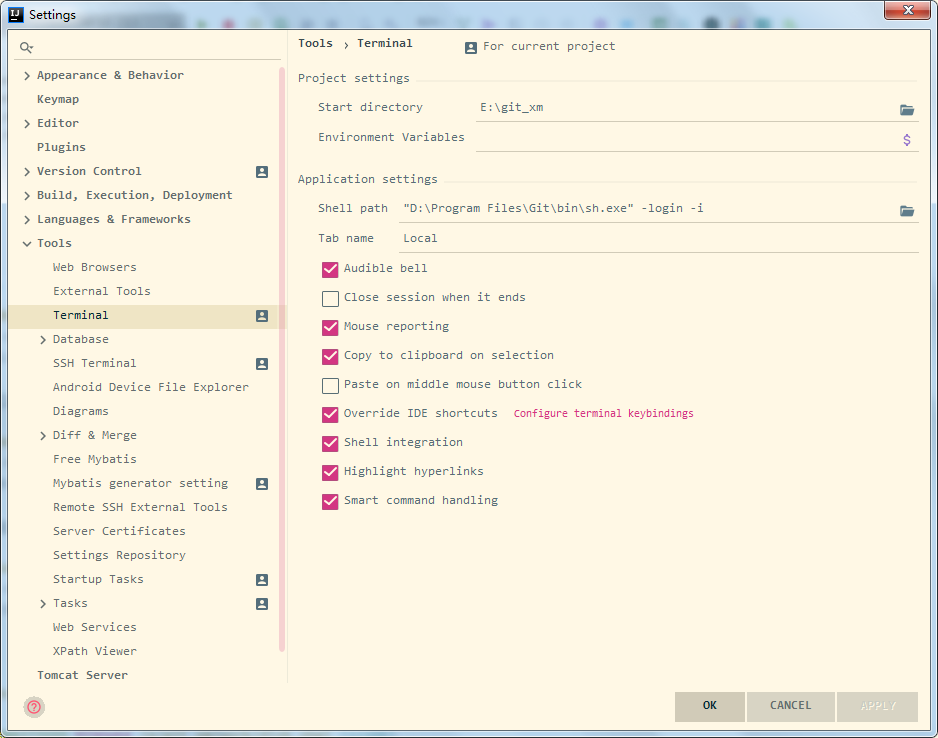 Settings
Tools › Terminal For current project
Appearance & Behavior
Keymap
Editor
Plugins
Version Control
Build, Execution, Deployment
Languages & Frameworks
Tools
Web Browsers
External Tools
Terminal
Database
SSH Terminal
Android Device File Explorer
Diagrams
Diff & Merge
Free Mybatis
Mybatis generator setting
Remote SSH External Tools
Server Certificates
Settings Repository
Startup Tasks
Tasks
Web Services
XPath Viewer
Tomcat Server
Project settings
Start directory E:\git_xm
Environment Variables $
Application settings
Shell path "D:\Program Files\Git\bin\sh.exe" -login -i
Tab name Local
Audible bell
Close session when it ends
Mouse reporting
Copy to clipboard on selection
Paste on middle mouse button click
Override IDE shortcuts Configure terminal keybindings
Shell integration
Highlight hyperlinks
Smart command handling
? OK CANCEL APPLY